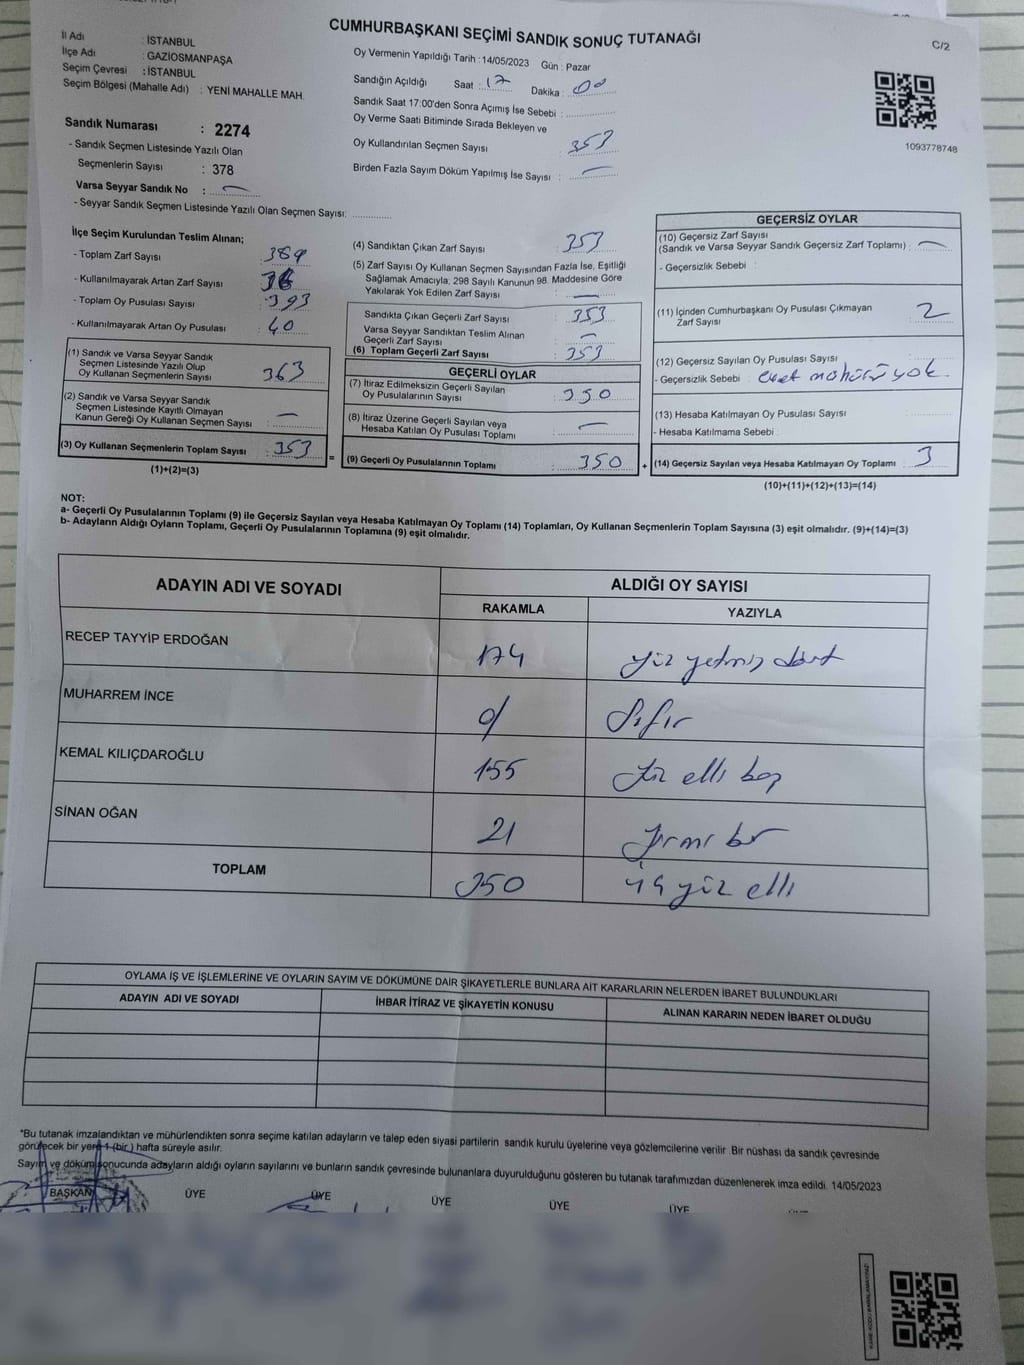 CUMHURBAŞKANI SEÇİMİ SANDIK SONUÇ TUTANAĞI
C/2
İl Adı : İSTANBUL
İlçe Adı : GAZİOSMANPAŞA
Seçim Çevresi : İSTANBUL
Seçim Bölgesi (Mahalle Adı) : YENİ MAHALLE MAH.
Oy Vermenin Yapıldığı Tarih : 14/05/2023 Gün : Pazar
Sandığın Açıldığı Saat : 17 Dakika : 00
Sandık Saat 17:00'den Sonra Açımış İse Sebebi :
Oy Verme Saati Bitiminde Sırada Bekleyen ve
Oy Kullandırılan Seçmen Sayısı : 353
Birden Fazla Sayım Döküm Yapılmış İse Sayısı : —
1093778748
Sandık Numarası : 2274
- Sandık Seçmen Listesinde Yazılı Olan
Seçmenlerin Sayısı : 378
Varsa Seyyar Sandık No : —
- Seyyar Sandık Seçmen Listesinde Yazılı Olan Seçmen Sayısı:
İlçe Seçim Kurulundan Teslim Alınan;
- Toplam Zarf Sayısı : 389
- Kullanılmayarak Artan Zarf Sayısı : 36
- Toplam Oy Pusulası Sayısı : 393
- Kullanılmayarak Artan Oy Pusulası : 40
(1) Sandık ve Varsa Seyyar Sandık
Seçmen Listesinde Yazılı Olup
Oy Kullanan Seçmenlerin Sayısı : 363
(2) Sandık ve Varsa Seyyar Sandık
Seçmen Listesinde Kayıtlı Olmayan
Kanun Gereği Oy Kullanan Seçmen Sayısı : —
(3) Oy Kullanan Seçmenlerin Toplam Sayısı : 353
(1)+(2)=(3)
(4) Sandıktan Çıkan Zarf Sayısı : 353
(5) Zarf Sayısı Oy Kullanan Seçmen Sayısından Fazla İse, Eşitliği
Sağlamak Amacıyla, 298 Sayılı Kanunun 98. Maddesine Göre
Yakılarak Yok Edilen Zarf Sayısı : —
Sandıkta Çıkan Geçerli Zarf Sayısı : 353
Varsa Seyyar Sandıktan Teslim Alınan
Geçerli Zarf Sayısı : —
(6) Toplam Geçerli Zarf Sayısı : 353
GEÇERLİ OYLAR
(7) İtiraz Edilmeksizin Geçerli Sayılan
Oy Pusulalarının Sayısı : 350
(8) İtiraz Üzerine Geçerli Sayılan veya
Hesaba Katılan Oy Pusulası Toplamı : —
= (9) Geçerli Oy Pusulalarının Toplamı : 350
GEÇERSİZ OYLAR
(10) Geçersiz Zarf Sayısı
(Sandık ve Varsa Seyyar Sandık Geçersiz Zarf Toplamı) : —
- Geçersizlik Sebebi :
(11) İçinden Cumhurbaşkanı Oy Pusulası Çıkmayan
Zarf Sayısı : 2
(12) Geçersiz Sayılan Oy Pusulası Sayısı
- Geçersizlik Sebebi : evet mühürü yok.
(13) Hesaba Katılmayan Oy Pusulası Sayısı
- Hesaba Katılmama Sebebi :
+ (14) Geçersiz Sayılan veya Hesaba Katılmayan Oy Toplamı : 3
(10)+(11)+(12)+(13)=(14)
NOT:
a- Geçerli Oy Pusulalarının Toplamı (9) ile Geçersiz Sayılan veya Hesaba Katılmayan Oy Toplamı (14) Toplamları, Oy Kullanan Seçmenlerin Toplam Sayısına (3) eşit olmalıdır. (9)+(14)=(3)
b- Adayların Aldığı Oyların Toplamı, Geçerli Oy Pusulalarının Toplamına (9) eşit olmalıdır.
ADAYIN ADI VE SOYADI ALDIĞI OY SAYISI
RAKAMLA YAZIYLA
RECEP TAYYİP ERDOĞAN 174 yüz yetmiş dört
MUHARREM İNCE 0/ Sıfır
KEMAL KILIÇDAROĞLU 155 yüz elli beş
SİNAN OĞAN 21 yirmi bir
TOPLAM 350 üç yüz elli
OYLAMA İŞ VE İŞLEMLERİNE VE OYLARIN SAYIM VE DÖKÜMÜNE DAİR ŞİKAYETLERLE BUNLARA AİT KARARLARIN NELERDEN İBARET BULUNDUKLARI
ADAYIN ADI VE SOYADI İHBAR İTİRAZ VE ŞİKAYETİN KONUSU ALINAN KARARIN NEDEN İBARET OLDUĞU
*Bu tutanak imzalandıktan ve mühürlendikten sonra seçime katılan adayların ve talep eden siyasi partilerin sandık kurulu üyelerine veya gözlemcilerine verilir. Bir nüshası da sandık çevresinde
görülecek bir yere 1 (bir ) hafta süreyle asılır.
Sayım ve döküm sonucunda adayların aldığı oyların sayılarını ve bunların sandık çevresinde bulunanlara duyurulduğunu gösteren bu tutanak tarafımızdan düzenlenerek imza edildi. 14/05/2023
BAŞKAN ÜYE ÜYE ÜYE ÜYE ÜYE